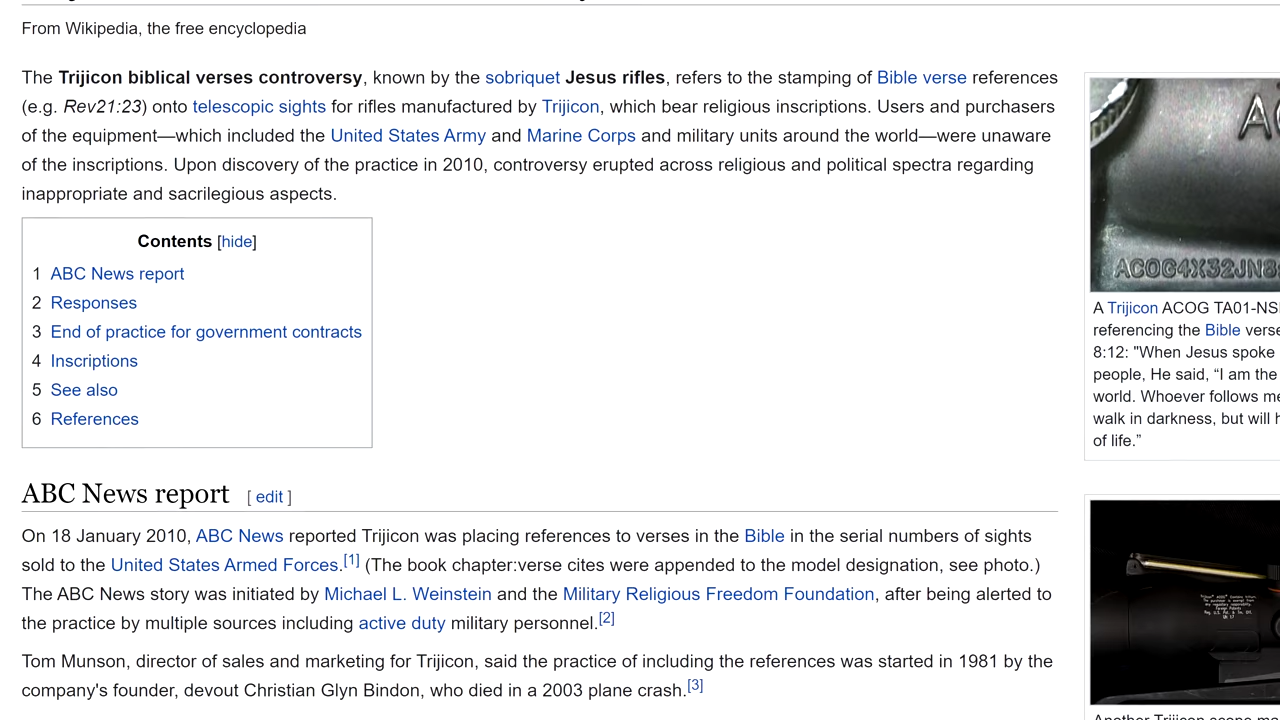 From Wikipedia, the free encyclopedia
The Trijicon biblical verses controversy, known by the sobriquet Jesus rifles, refers to the stamping of Bible verse references
(e.g. Rev21:23) onto telescopic sights for rifles manufactured by Trijicon, which bear religious inscriptions. Users and purchasers
of the equipment—which included the United States Army and Marine Corps and military units around the world—were unaware
of the inscriptions. Upon discovery of the practice in 2010, controversy erupted across religious and political spectra regarding
inappropriate and sacrilegious aspects.
Contents [hide]
1 ABC News report
2 Responses
3 End of practice for government contracts
4 Inscriptions
5 See also
6 References
ABC News report [ edit ]
On 18 January 2010, ABC News reported Trijicon was placing references to verses in the Bible in the serial numbers of sights
sold to the United States Armed Forces.[1] (The book chapter:verse cites were appended to the model designation, see photo.)
The ABC News story was initiated by Michael L. Weinstein and the Military Religious Freedom Foundation, after being alerted to
the practice by multiple sources including active duty military personnel.[2]
Tom Munson, director of sales and marketing for Trijicon, said the practice of including the references was started in 1981 by the
company's founder, devout Christian Glyn Bindon, who died in a 2003 plane crash.[3]
ACOG4X32JN8
A Trijicon ACOG TA01-NS
referencing the Bible verse
8:12: "When Jesus spoke
people, He said, “I am the
world. Whoever follows me
walk in darkness, but will h
of life.”
Another Trijicon scope